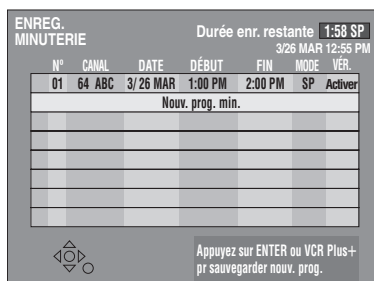 ENREG.
MINUTERIE
Durée enr. restante 1:58 SP
3/26 MAR 12:55 PM
Nº CANAL DATE DÉBUT FIN MODE VÉR.
01 64 ABC 3/ 26 MAR 1:00 PM 2:00 PM SP Activer
Nouv. prog. min.
Appuyez sur ENTER ou VCR Plus+
pr sauvegarder nouv. prog.